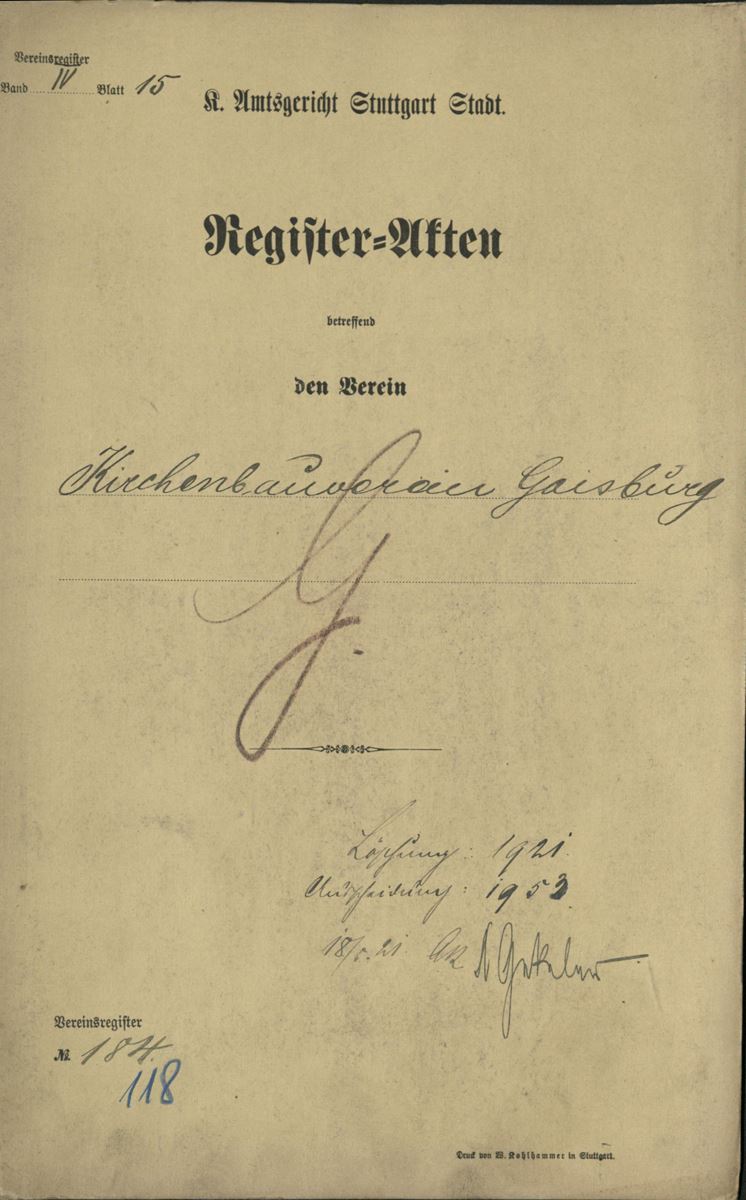 Vereinsregister
Band IV Blatt 15
K. Amtsgericht Stuttgart Stadt.
Register-Akten
betreffend
den Verein
Kirchenbauverein Gaisburg
G.
Löschung: 1921.
Ausscheidung: 1953
18/5.21.
Vereinsregister
№ 184.
118
Druck von W. Kohlhammer in Stuttgart.